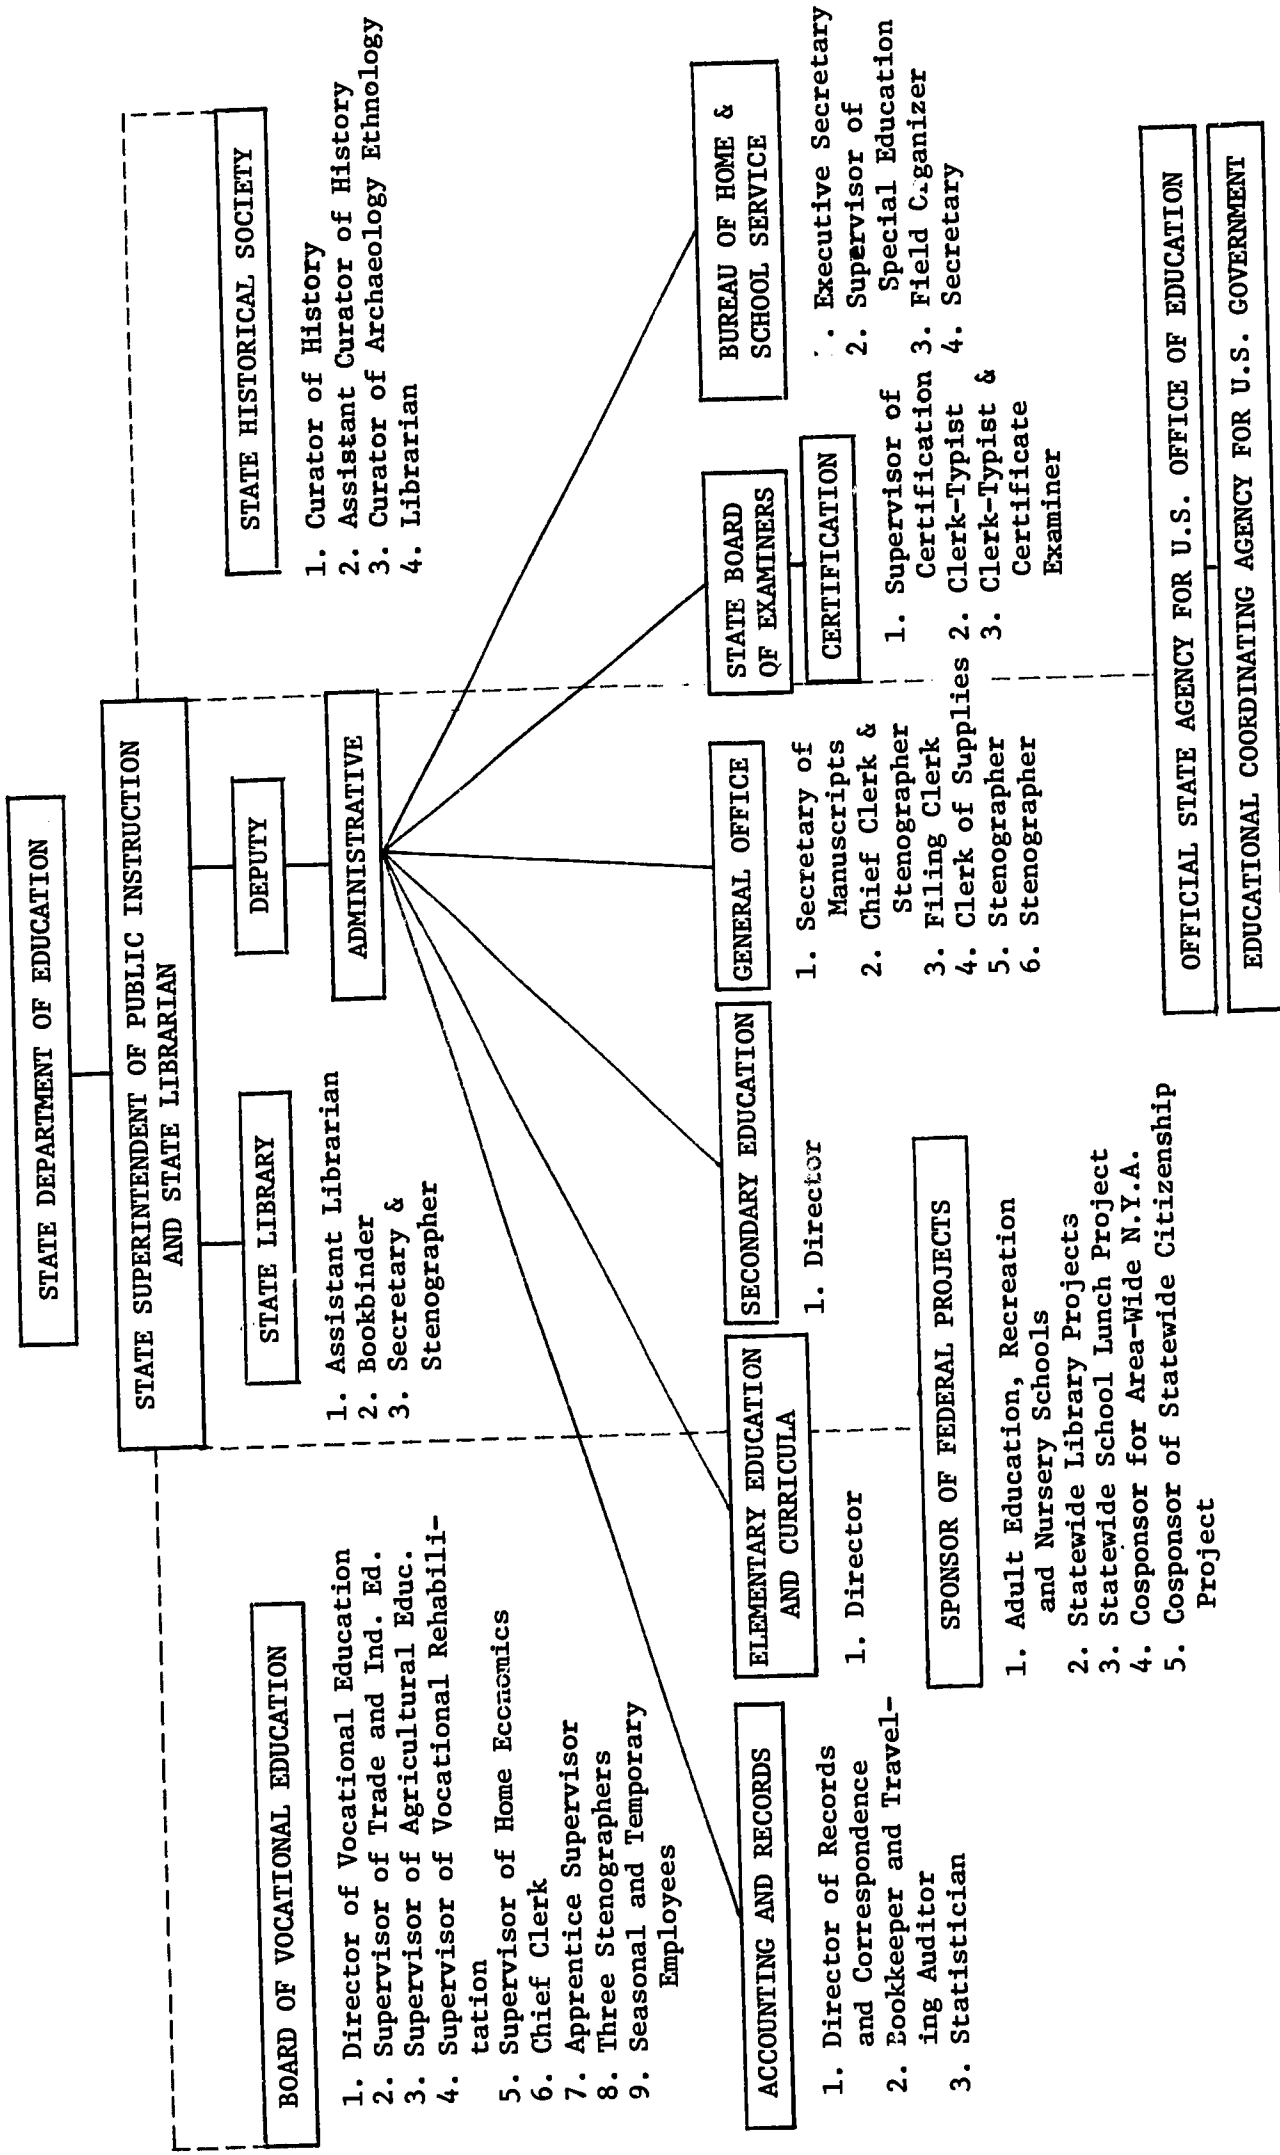 STATE DEPARTMENT OF EDUCATION
STATE SUPERINTENDENT OF PUBLIC INSTRUCTION
AND STATE LIBRARIAN
BOARD OF VOCATIONAL EDUCATION
1. Director of Vocational Education
2. Supervisor of Trade and Ind. Ed.
3. Supervisor of Agricultural Educ.
4. Supervisor of Vocational Rehabili-
tation
5. Supervisor of Home Economics
6. Chief Clerk
7. Apprentice Supervisor
8. Three Stenographers
9. Seasonal and Temporary
Employees
STATE LIBRARY
1. Assistant Librarian
2. Bookbinder
3. Secretary &
Stenographer
DEPUTY
ADMINISTRATIVE
STATE HISTORICAL SOCIETY
1. Curator of History
2. Assistant Curator of History
3. Curator of Archaeology Ethnology
4. Librarian
ACCOUNTING AND RECORDS
1. Director of Records
and Correspondence
2. Bookkeeper and Travel-
ing Auditor
3. Statistician
ELEMENTARY EDUCATION
AND CURRICULA
1. Director
SECONDARY EDUCATION
1. Director
GENERAL OFFICE
1. Secretary of
Manuscripts
2. Chief Clerk &
Stenographer
3. Filing Clerk
4. Clerk of Supplies
5. Stenographer
6. Stenographer
STATE BOARD
OF EXAMINERS
CERTIFICATION
1. Supervisor of
Certification
2. Clerk-Typist
3. Clerk-Typist &
Certificate
Examiner
BUREAU OF HOME &
SCHOOL SERVICE
. Executive Secretary
2. Supervisor of
Special Education
3. Field Organizer
4. Secretary
SPONSOR OF FEDERAL PROJECTS
1. Adult Education, Recreation
and Nursery Schools
2. Statewide Library Projects
3. Statewide School Lunch Project
4. Cosponsor for Area-Wide N.Y.A.
5. Cosponsor of Statewide Citizenship
Project
OFFICIAL STATE AGENCY FOR U.S. OFFICE OF EDUCATION
EDUCATIONAL COORDINATING AGENCY FOR U.S. GOVERNMENT